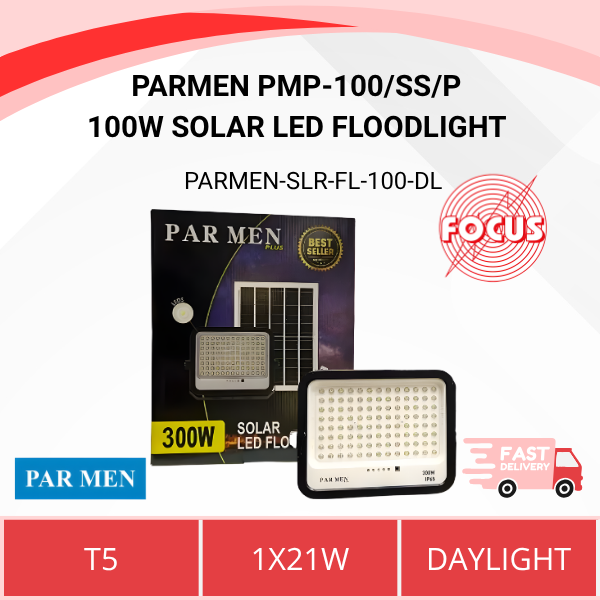 PARMEN PMP-100/SS/P
100W SOLAR LED FLOODLIGHT
PARMEN-SLR-FL-100-DL
FOCUS
PAR MEN
PLUS
BEST
SELLER
LEDS
300W
SOLAR
LED FLO
PAR MEN
300W
IP65
PAR MEN
FAST
DELIVERY
T5
1X21W
DAYLIGHT